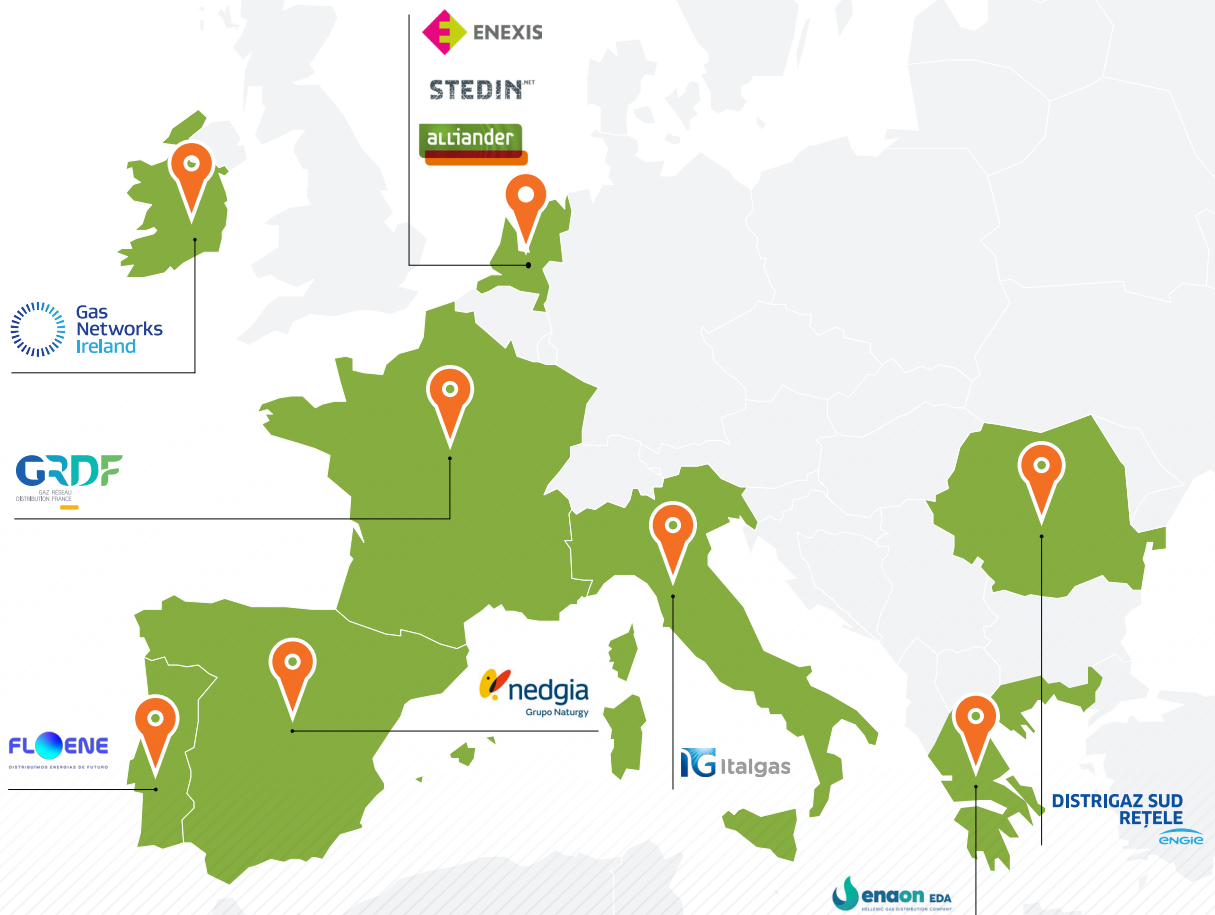 ENEXIS
STEDIN.NET
alliander
Gas
Networks
Ireland
GRDF
GAZ RÉSEAU
DISTRIBUTION FRANCE
nedgia
Grupo Naturgy
FLOENE
DISTRIBUÍMOS ENERGIAS DE FUTURO
IG Italgas
DISTRIGAZ SUD
REȚELE
ENGIE
enaon EDA
HELLENIC GAS DISTRIBUTION COMPANY